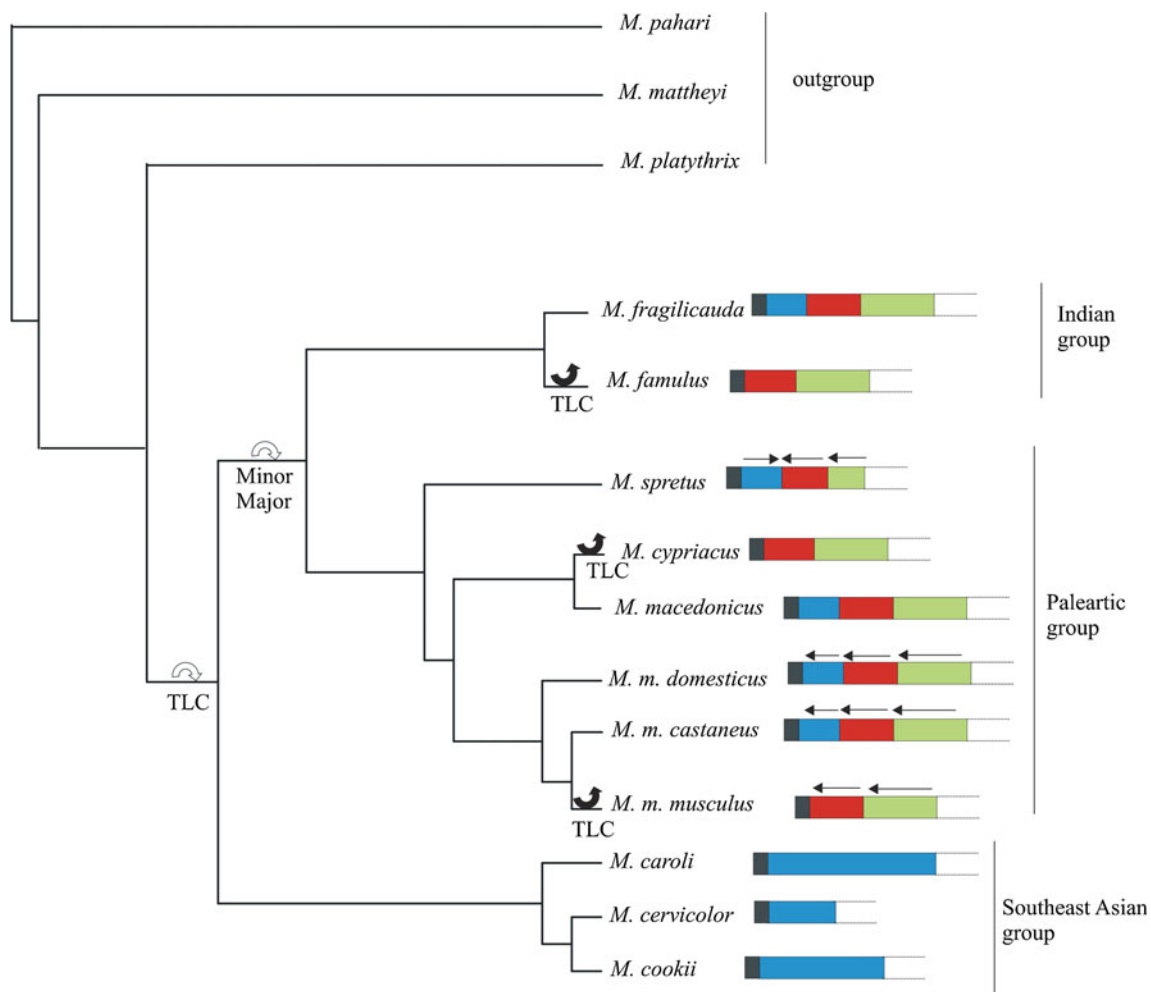 M. pahari
outgroup
M. mattheyi
M. platythrix
M. fragilicauda
Indian
group
M. famulus
TLC
Minor
Major
M. spretus
M. cypriacus
TLC
M. macedonicus
Paleartic
group
M. m. domesticus
TLC
M. m. castaneus
M. m. musculus
TLC
M. caroli
M. cervicolor
Southeast Asian
group
M. cookii